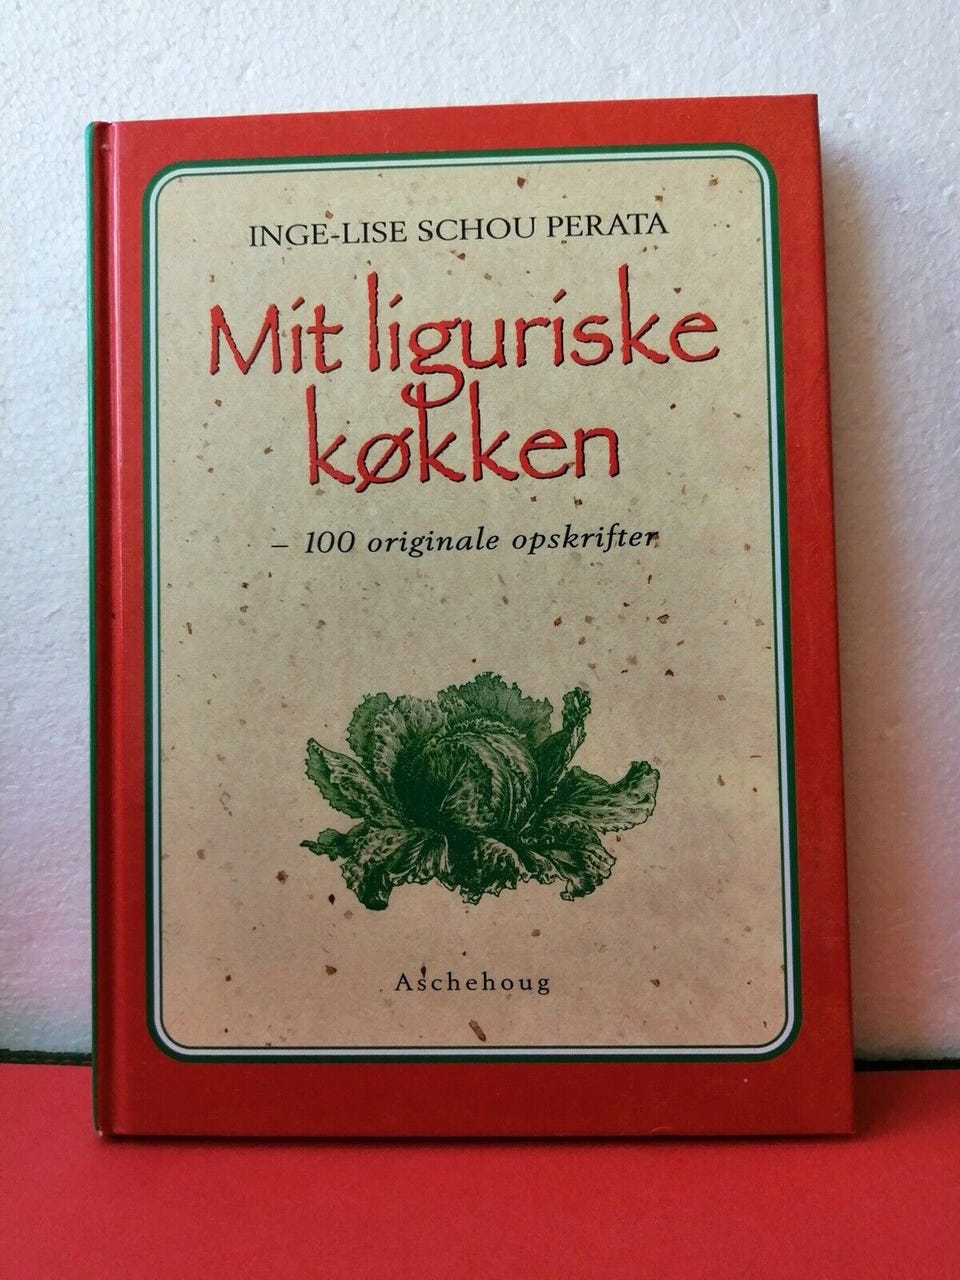 INGE-LISE SCHOU PERATA
Mit liguriske
køkken
– 100 originale opskrifter
Aschehoug